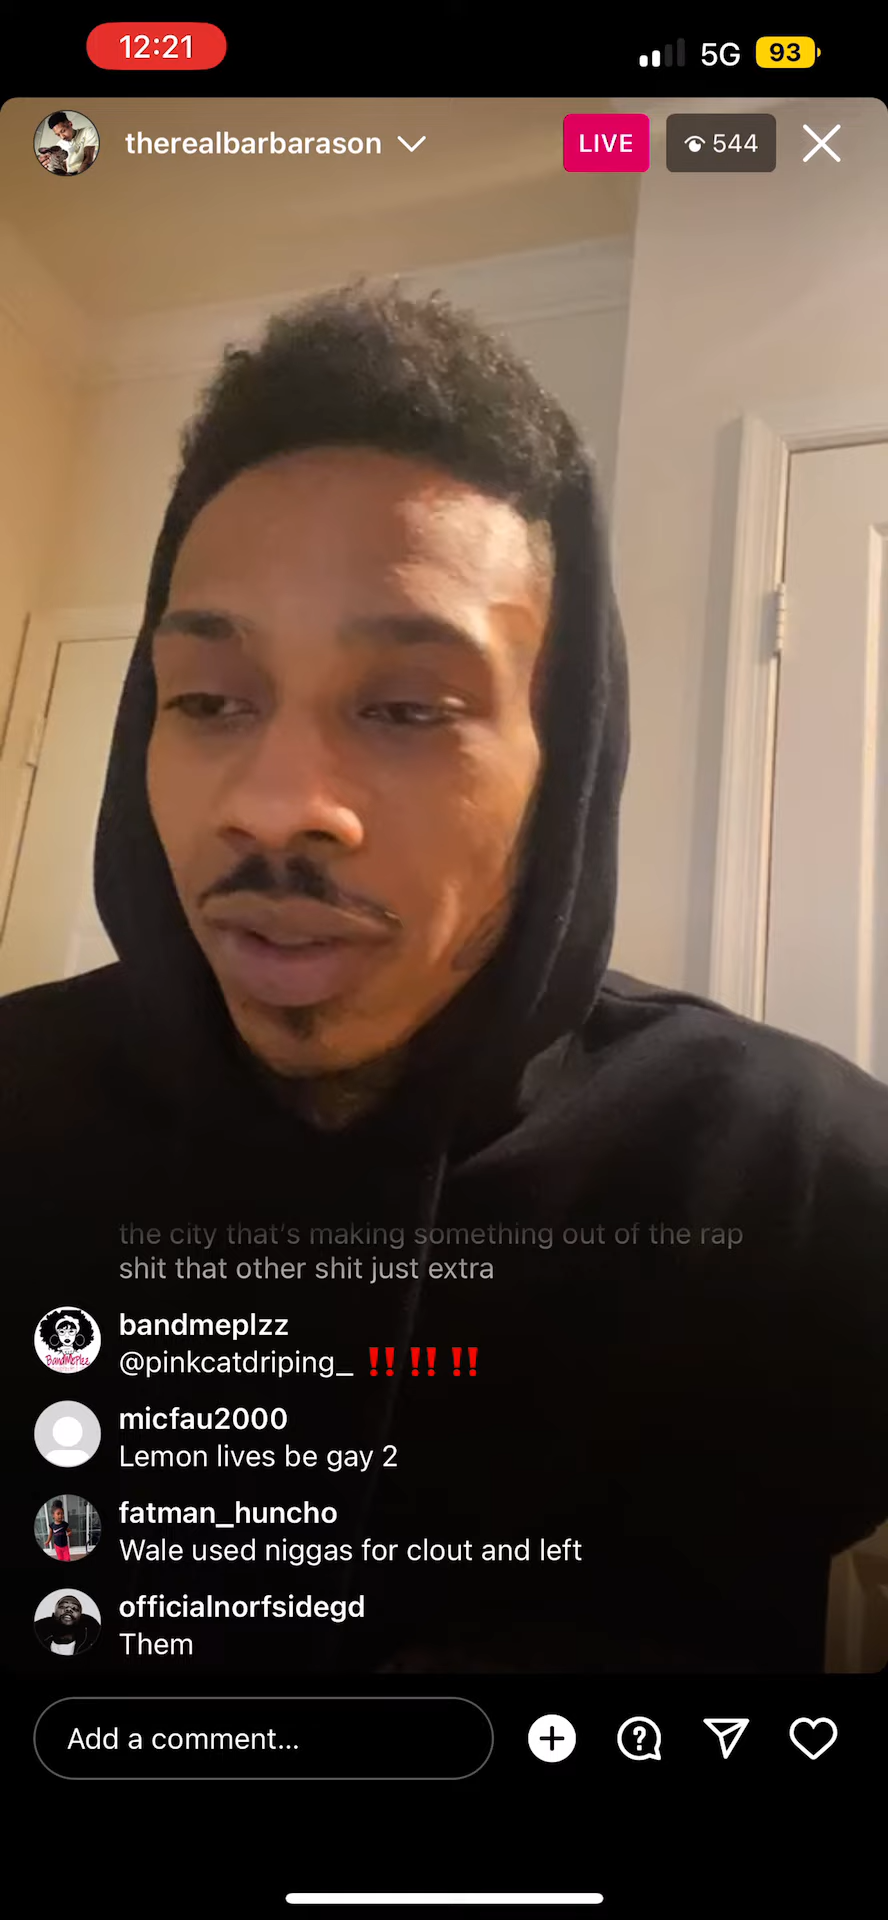 12:21
5G
93
therealbarbarason
LIVE
544
the city that's making something out of the rap
shit that other shit just extra
bandmeplzz
@pinkcatdriping_ ‼️ ‼️ ‼️
micfau2000
Lemon lives be gay 2
fatman_huncho
Wale used niggas for clout and left
officialnorfsidegd
Them
Add a comment...